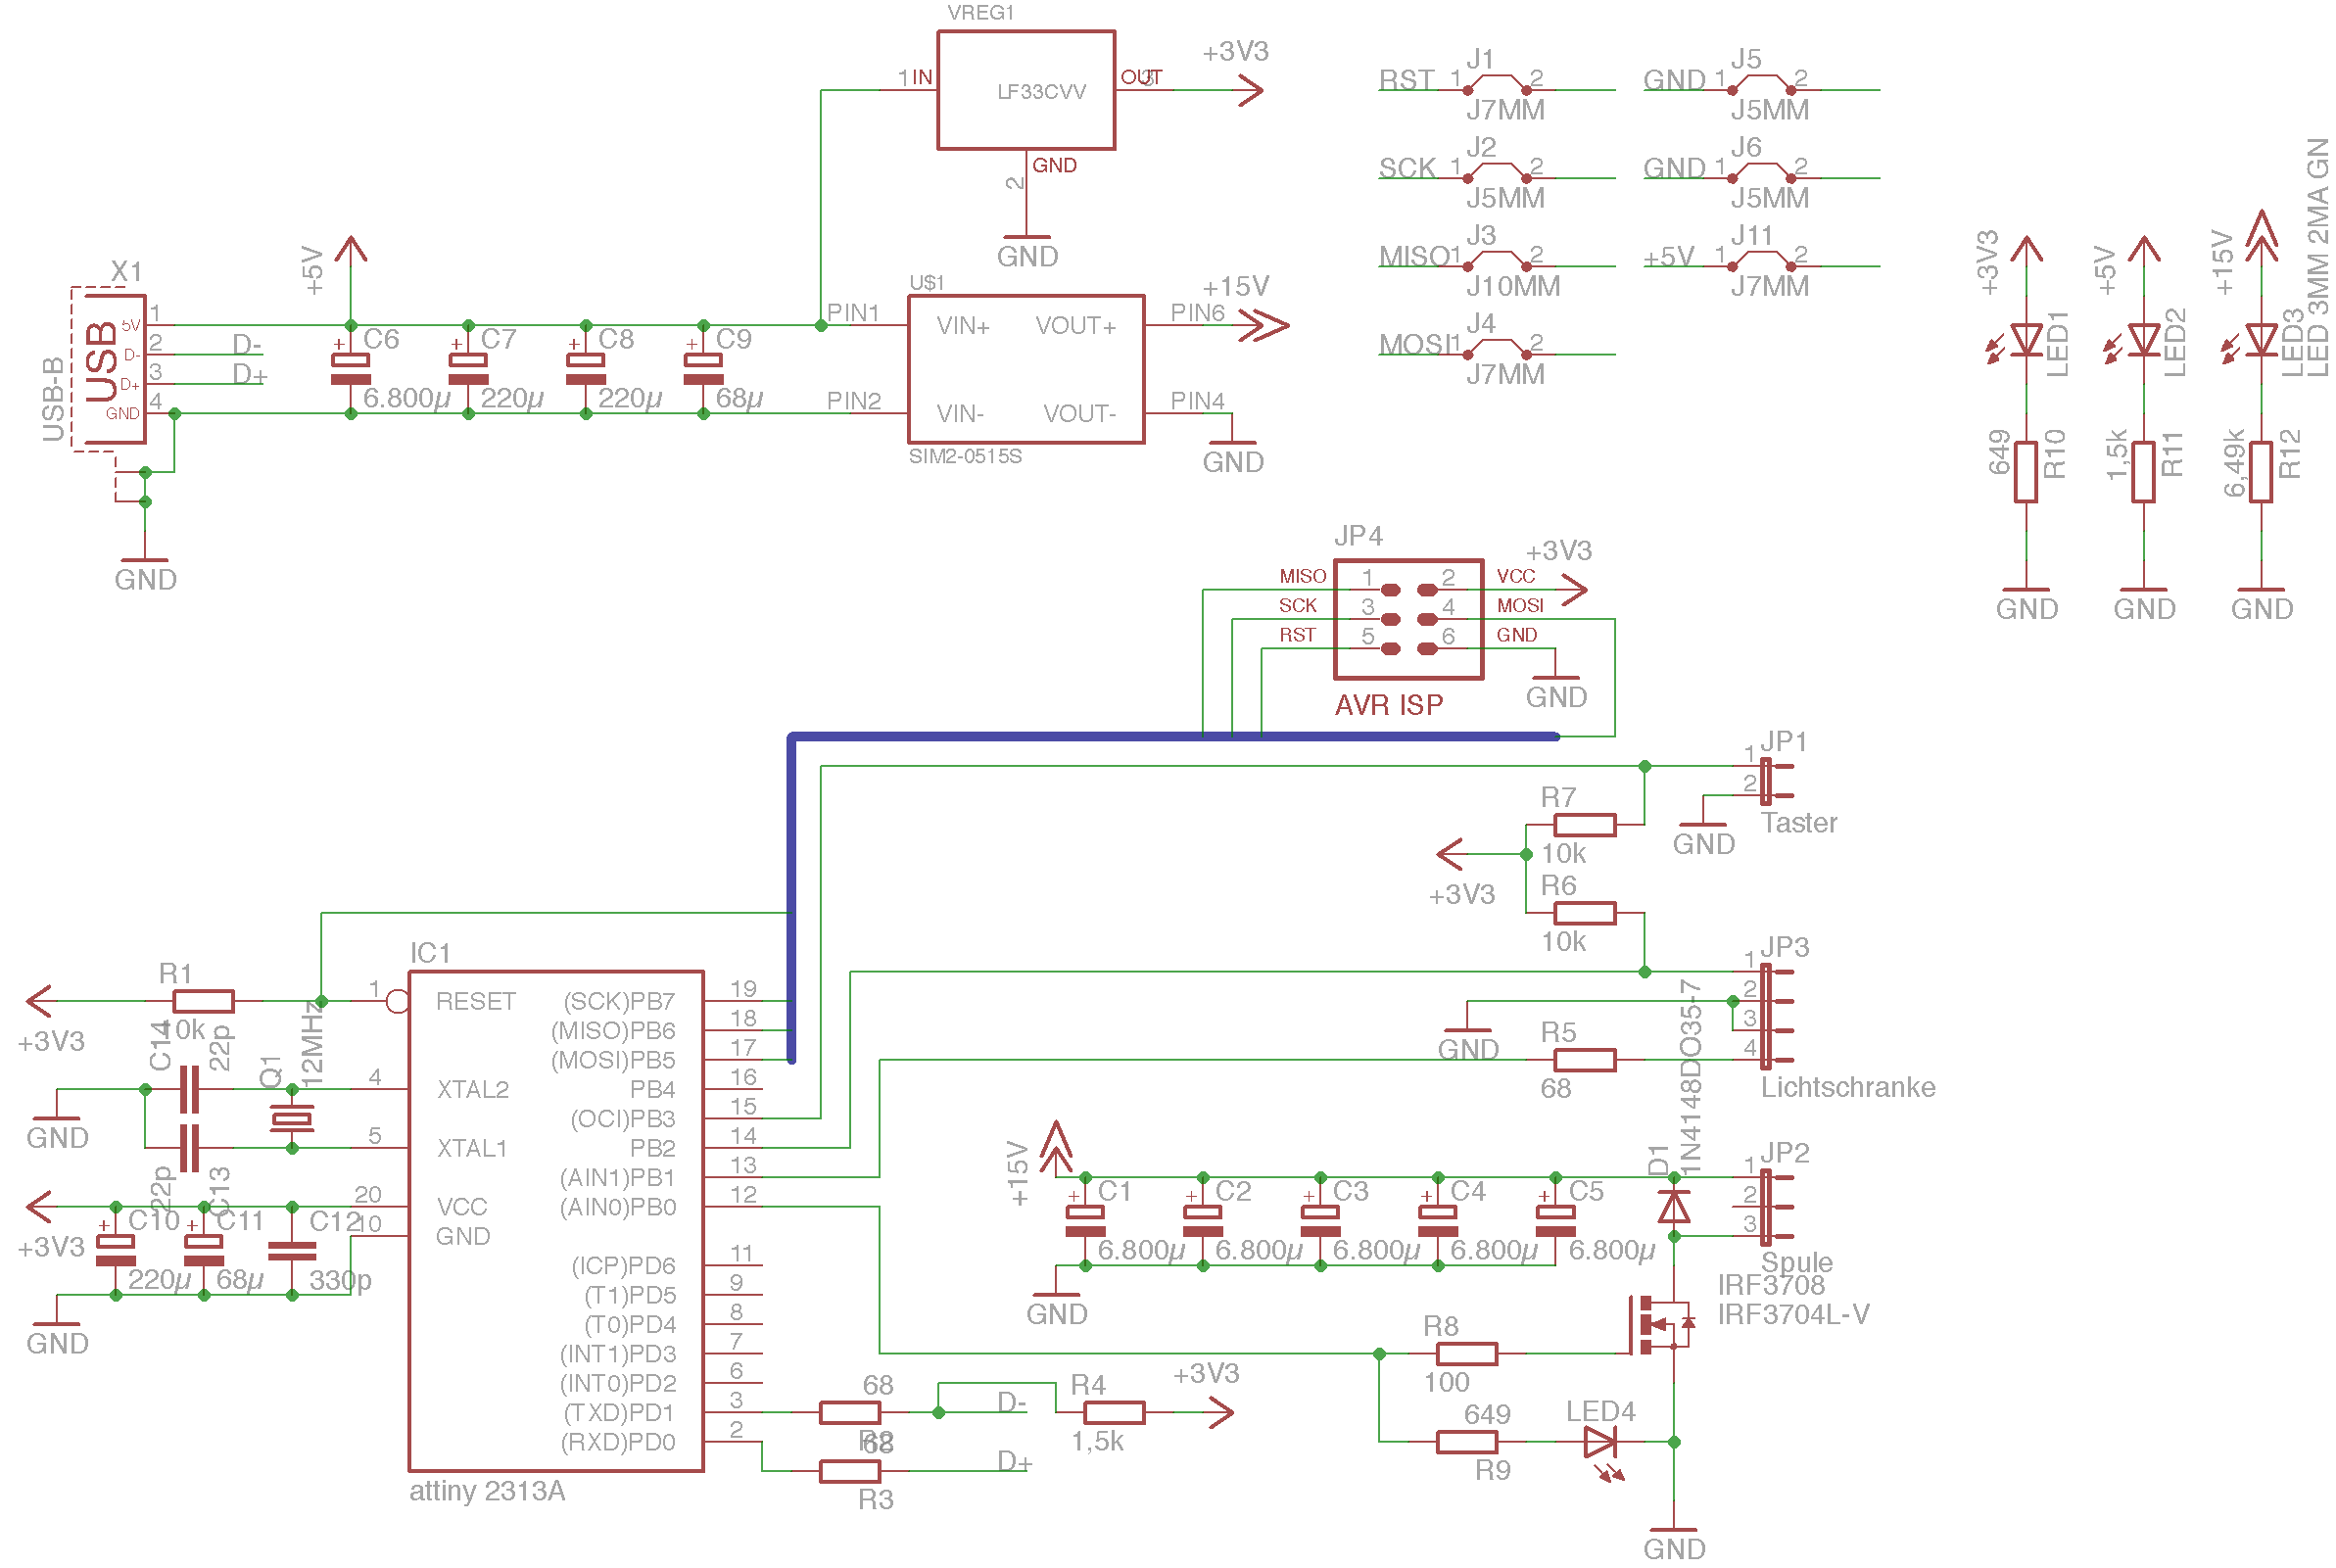 VREG1
1 IN
LF33CVV
OUT
3
+3V3
GND
2
GND
RST 1 J1 2
J7MM
GND 1 J5 2
J5MM
SCK 1 J2 2
J5MM
GND 1 J6 2
J5MM
MISO 1 J3 2
J10MM
+5V 1 J11 2
J7MM
MOSI 1 J4 2
J7MM
X1
USB-B
USB
5V 1
D- 2
D+ 3
GND 4
D-
D+
GND
+5V
C6
6.800µ
C7
220µ
C8
220µ
C9
68µ
U$1
PIN1 VIN+
VOUT+ PIN6
PIN2 VIN-
VOUT- PIN4
SIM2-0515S
+15V
GND
+3V3
LED1
649
R10
GND
+5V
LED2
1,5k
R11
GND
+15V
LED3
LED 3MM 2MA GN
6,49k
R12
GND
JP4
MISO 1 2 VCC
SCK 3 4 MOSI
RST 5 6 GND
AVR ISP
+3V3
GND
JP1
1
2
Taster
GND
R7
10k
+3V3
R6
10k
JP3
1
2
3
4
Lichtschranke
GND
R5
68
IC1
R1
10k
+3V3
C14
22p
Q1
12MHz
GND
22p
C13
+3V3
C10
220µ
C11
68µ
C12
330p
GND
1 RESET
4 XTAL2
5 XTAL1
20 VCC
10 GND
(SCK)PB7 19
(MISO)PB6 18
(MOSI)PB5 17
PB4 16
(OCI)PB3 15
PB2 14
(AIN1)PB1 13
(AIN0)PB0 12
(ICP)PD6 11
(T1)PD5 9
(T0)PD4 8
(INT1)PD3 7
(INT0)PD2 6
(TXD)PD1 3
(RXD)PD0 2
attiny 2313A
68
R2
68
R3
D-
D+
R4
1,5k
+3V3
+15V
C1
6.800µ
C2
6.800µ
C3
6.800µ
C4
6.800µ
C5
6.800µ
GND
D1
1N4148DO35-7
JP2
1
2
3
Spule
IRF3708
IRF3704L-V
R8
100
649
R9
LED4
GND